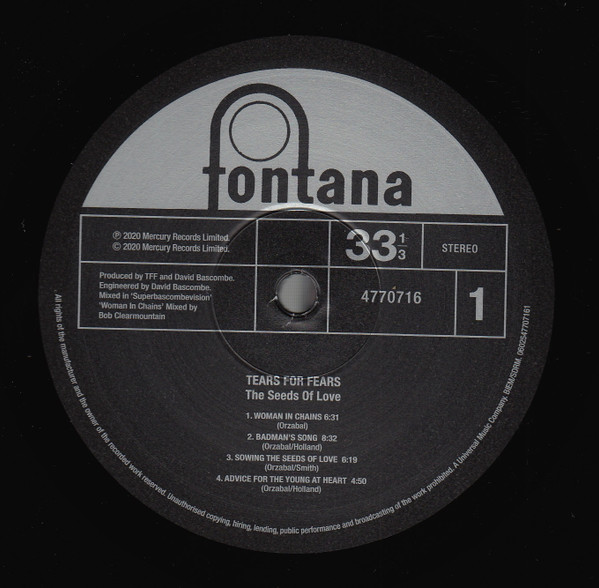 fontana
℗ 2020 Mercury Records Limited.
© 2020 Mercury Records Limited.
33 1/3
STEREO
Produced by TFF and David Bascombe.
Engineered by David Bascombe.
Mixed in 'Superbascombevision'
'Woman In Chains' Mixed by
Bob Clearmountain
4770716
1
TEARS FOR FEARS
The Seeds Of Love
1. WOMAN IN CHAINS 6:31
(Orzabal)
2. BADMAN'S SONG 8:32
(Orzabal/Holland)
3. SOWING THE SEEDS OF LOVE 6:19
(Orzabal/Smith)
4. ADVICE FOR THE YOUNG AT HEART 4:50
(Orzabal/Holland)
All rights of the manufacturer and the owner of the recorded work reserved. Unauthorised copying, hiring, lending, public performance and broadcasting of the work prohibited. A Universal Music Company. BIEM/SDRM. 0602547707161